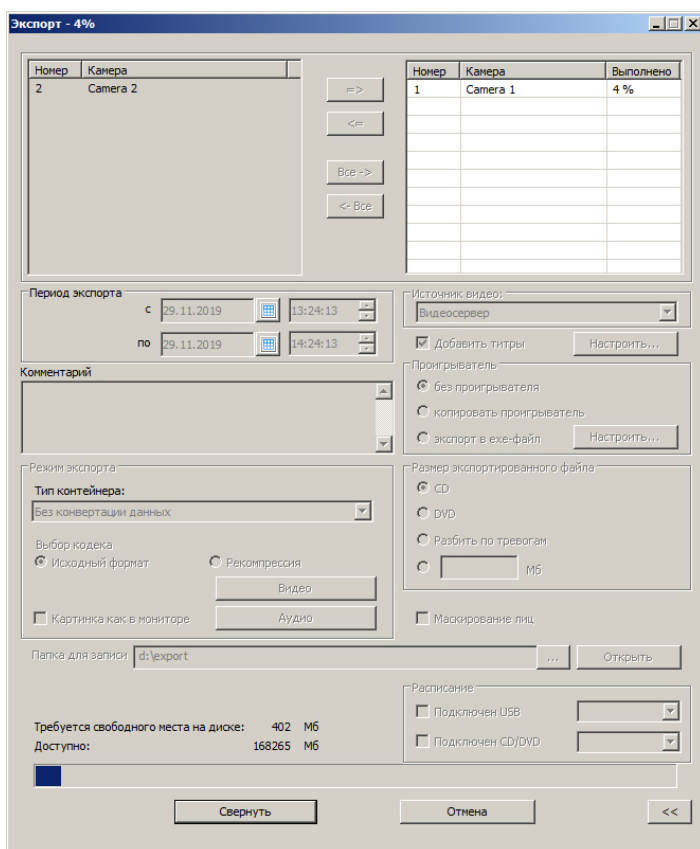 Экспорт - 4%
Номер Камера
2 Camera 2
=>
<=
Все ->
<- Все
Номер Камера Выполнено
1 Camera 1 4 %
Период экспорта
с 29.11.2019 13:24:13
по 29.11.2019 14:24:13
Источник видео:
Видеосервер
Добавить титры Настроить...
Комментарий
Проигрыватель
без проигрывателя
копировать проигрыватель
экспорт в exe-файл Настроить...
Режим экспорта
Тип контейнера:
Без конвертации данных
Выбор кодека
Исходный формат Рекомпрессия
Видео
Картинка как в мониторе Аудио
Размер экспортированного файла
CD
DVD
Разбить по тревогам
Мб
Маскирование лиц
Папка для записи d:\export ... Открыть
Расписание
Подключен USB
Подключен CD/DVD
Требуется свободного места на диске: 402 Мб
Доступно: 168265 Мб
Свернуть Отмена <<